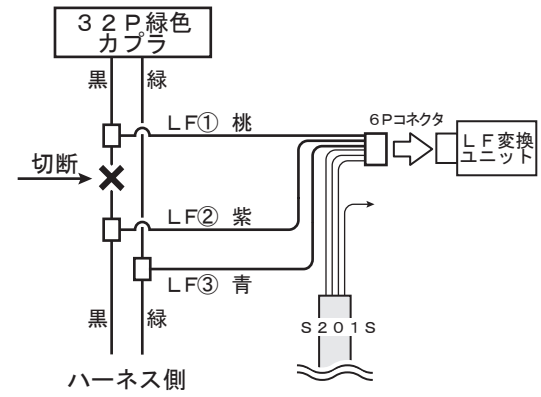 ３２Ｐ緑色
カプラ
黒
緑
ＬＦ① 桃
６Ｐコネクタ
ＬＦ変換
ユニット
切断
ＬＦ② 紫
ＬＦ③ 青
黒
緑
Ｓ２０１Ｓ
ハーネス側